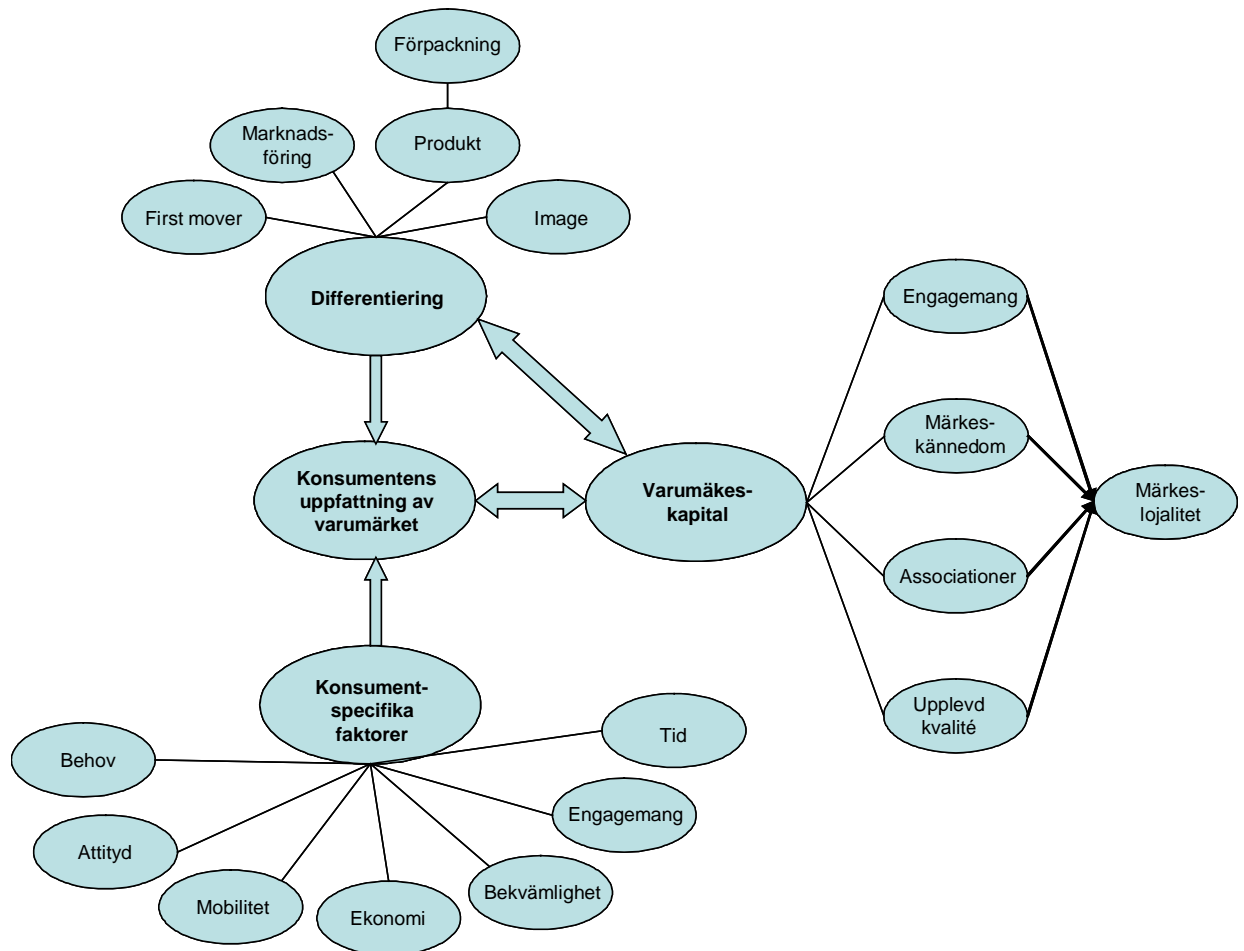 Förpackning
Marknads-
föring
Produkt
First mover
Image
Differentiering
Engagemang
Märkes-
kännedom
Konsumentens
uppfattning av
varumärket
Varumäkes-
kapital
Märkes-
lojalitet
Associationer
Konsument-
specifika
faktorer
Upplevd
kvalité
Tid
Behov
Engagemang
Attityd
Bekvämlighet
Mobilitet
Ekonomi